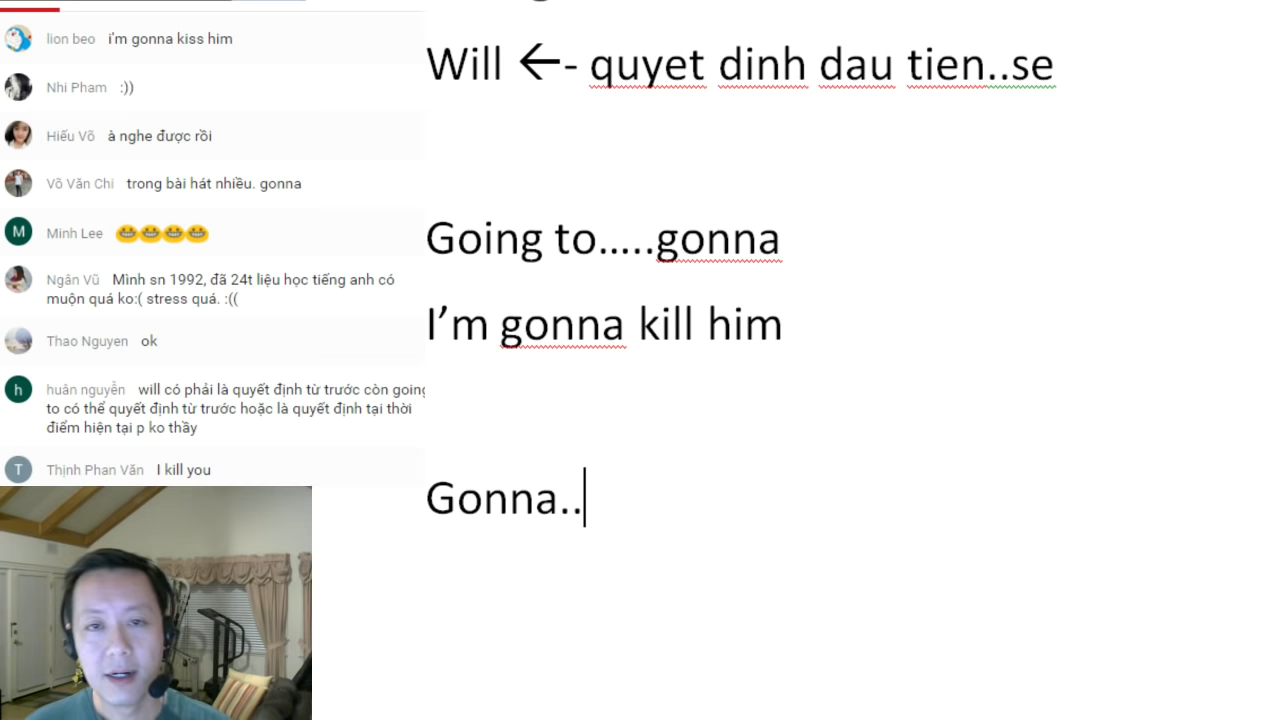 lion beo i'm gonna kiss him
Nhi Pham :))
Hiếu Võ à nghe được rồi
Võ Văn Chi trong bài hát nhiều. gonna
M Minh Lee 😂😂😂😂
Ngân Vũ Mình sn 1992, đã 24t liệu học tiếng anh có
muộn quá ko:( stress quá. :((
Thao Nguyen ok
h huân nguyễn will có phải là quyết định từ trước còn going
to có thể quyết định từ trước hoặc là quyết định tại thời
điểm hiện tại p ko thầy
T Thịnh Phan Văn I kill you
Will ←- quyet dinh dau tien..se
Going to.....gonna
I’m gonna kill him
Gonna..